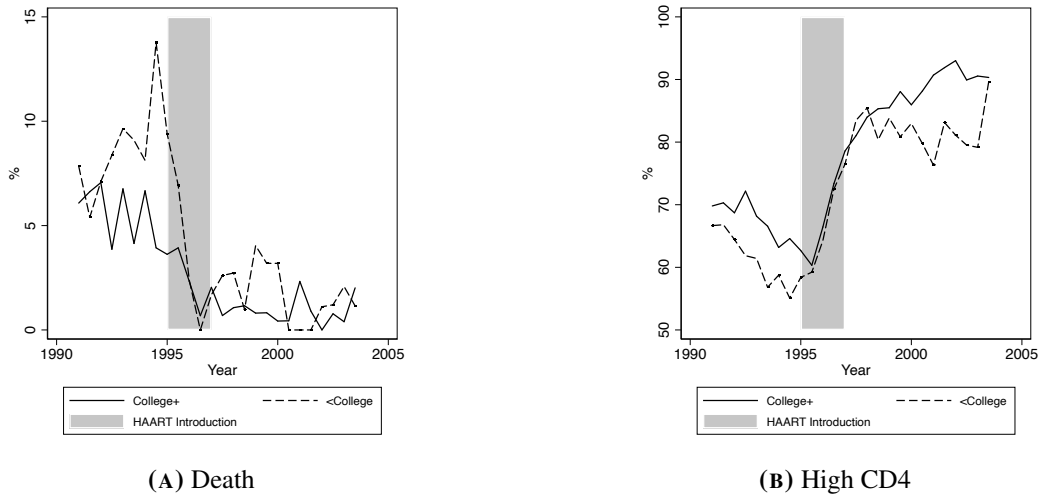 15
10
5
0
%
1990
1995
2000
2005
Year
College+
<College
HAART Introduction
(A) Death
100
90
80
70
60
50
%
1990
1995
2000
2005
Year
College+
<College
HAART Introduction
(B) High CD4